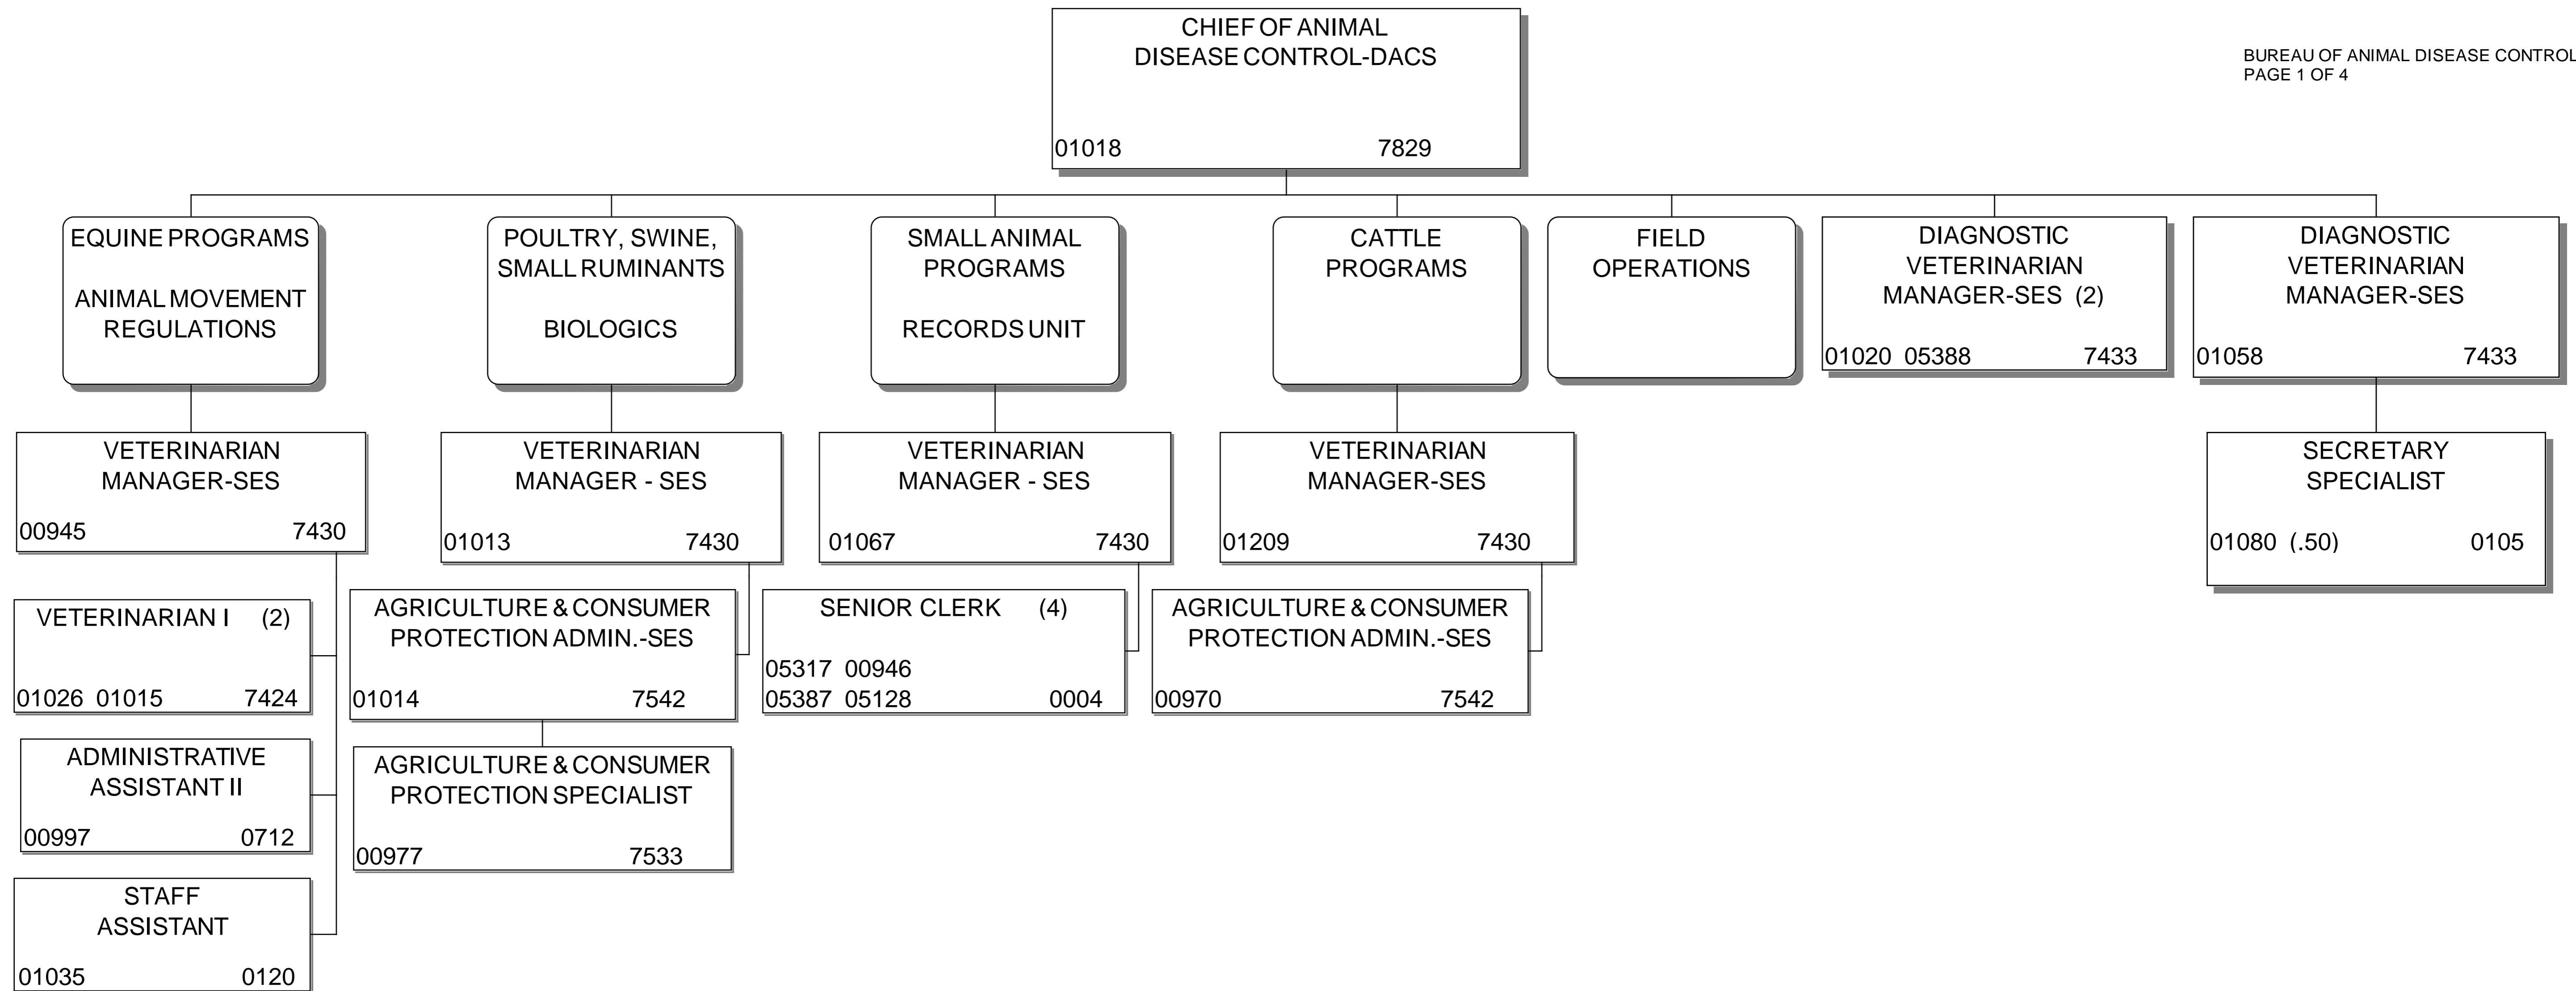 CHIEF OF ANIMAL
DISEASE CONTROL-DACS
01018 7829
BUREAU OF ANIMAL DISEASE CONTROL
PAGE 1 OF 4
EQUINE PROGRAMS
ANIMAL MOVEMENT
REGULATIONS
POULTRY, SWINE,
SMALL RUMINANTS
BIOLOGICS
SMALL ANIMAL
PROGRAMS
RECORDS UNIT
CATTLE
PROGRAMS
FIELD
OPERATIONS
DIAGNOSTIC
VETERINARIAN
MANAGER-SES (2)
01020 05388 7433
DIAGNOSTIC
VETERINARIAN
MANAGER-SES
01058 7433
VETERINARIAN
MANAGER-SES
00945 7430
VETERINARIAN
MANAGER - SES
01013 7430
VETERINARIAN
MANAGER - SES
01067 7430
VETERINARIAN
MANAGER-SES
01209 7430
SECRETARY
SPECIALIST
01080 (.50) 0105
VETERINARIAN I (2)
01026 01015 7424
AGRICULTURE & CONSUMER
PROTECTION ADMIN.-SES
01014 7542
SENIOR CLERK (4)
05317 00946
05387 05128 0004
AGRICULTURE & CONSUMER
PROTECTION ADMIN.-SES
00970 7542
ADMINISTRATIVE
ASSISTANT II
00997 0712
AGRICULTURE & CONSUMER
PROTECTION SPECIALIST
00977 7533
STAFF
ASSISTANT
01035 0120